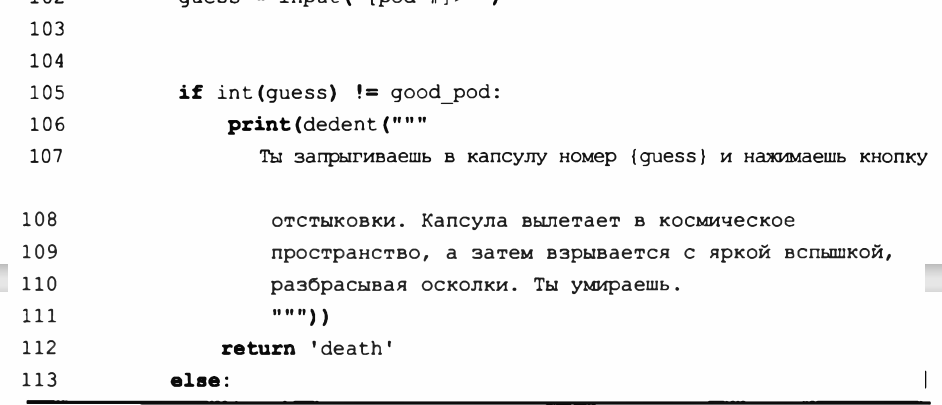 103
104
105 if int(guess) != good_pod:
106 print(dedent("""
107 Ты запрыгиваешь в капсулу номер {guess} и нажимаешь кнопку
108 отстыковки. Капсула вылетает в космическое
109 пространство, а затем взрывается с яркой вспышкой,
110 разбрасывая осколки. Ты умираешь.
111 """))
112 return 'death'
113 else: